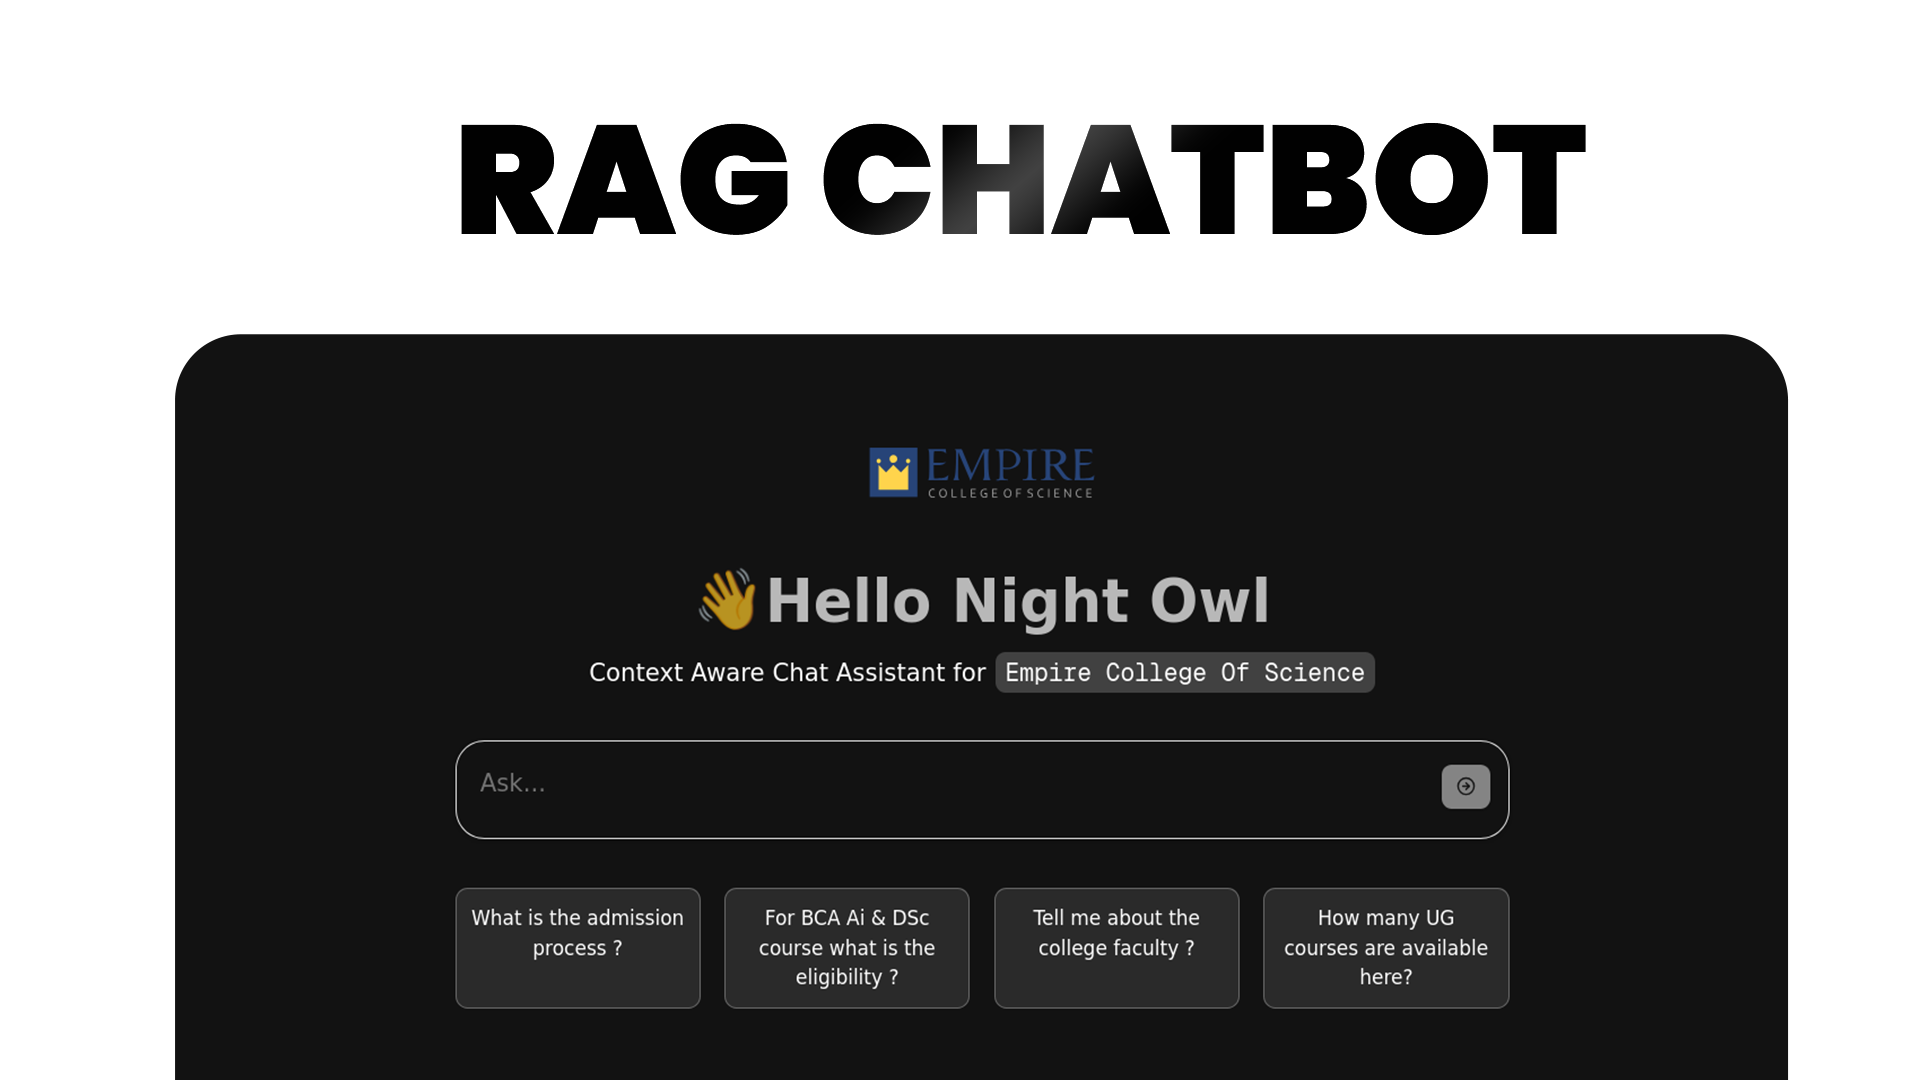 RAG CHATBOT
EMPIRE
COLLEGE OF SCIENCE
👋Hello Night Owl
Context Aware Chat Assistant for Empire College Of Science
Ask...
What is the admission
process ?
For BCA Ai & DSc
course what is the
eligibility ?
Tell me about the
college faculty ?
How many UG
courses are available
here?